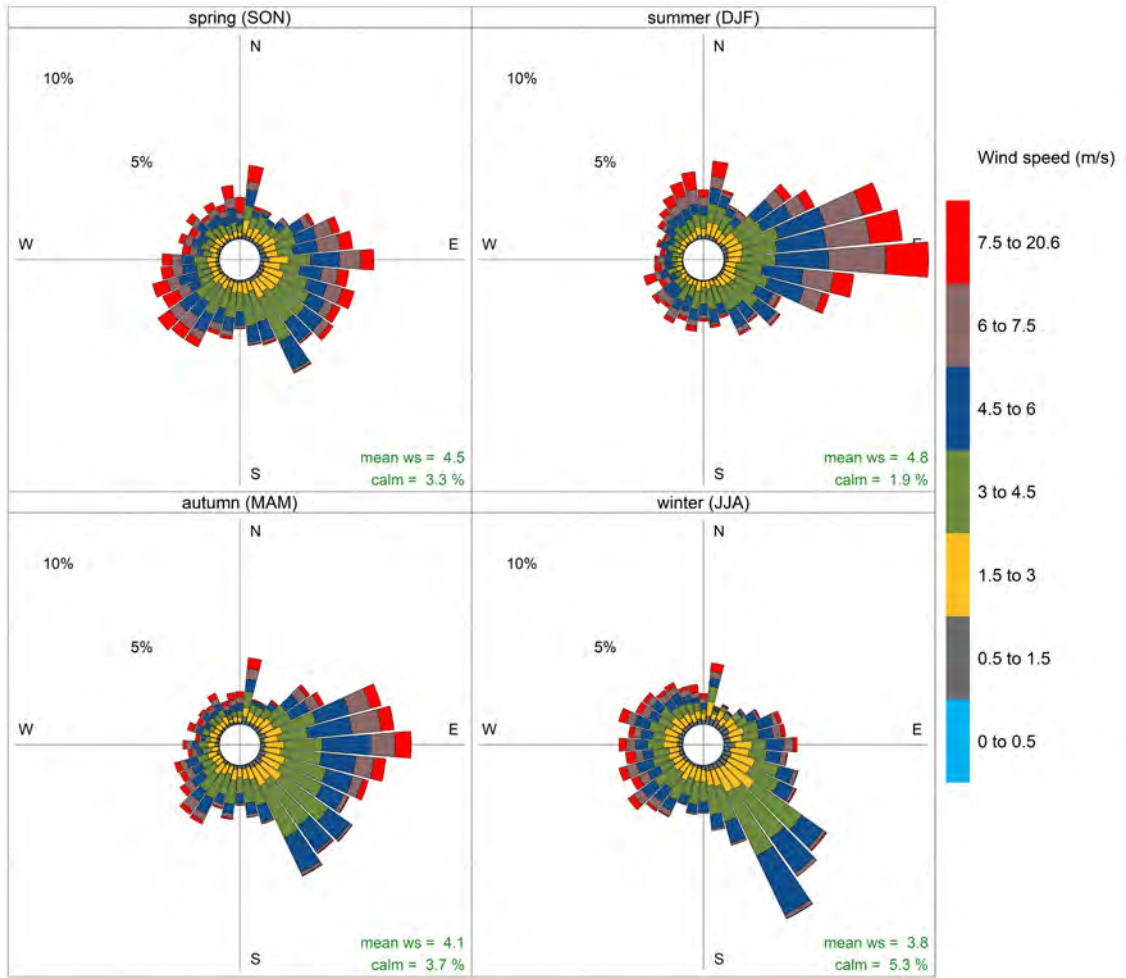 spring (SON)
summer (DJF)
N
10%
5%
W
E
mean ws = 4.5
calm = 3.3 %
S
N
10%
5%
W
E
mean ws = 4.8
calm = 1.9 %
S
autumn (MAM)
winter (JJA)
N
10%
5%
W
E
mean ws = 4.1
calm = 3.7 %
S
N
10%
5%
W
E
mean ws = 3.8
calm = 5.3 %
S
Wind speed (m/s)
7.5 to 20.6
6 to 7.5
4.5 to 6
3 to 4.5
1.5 to 3
0.5 to 1.5
0 to 0.5